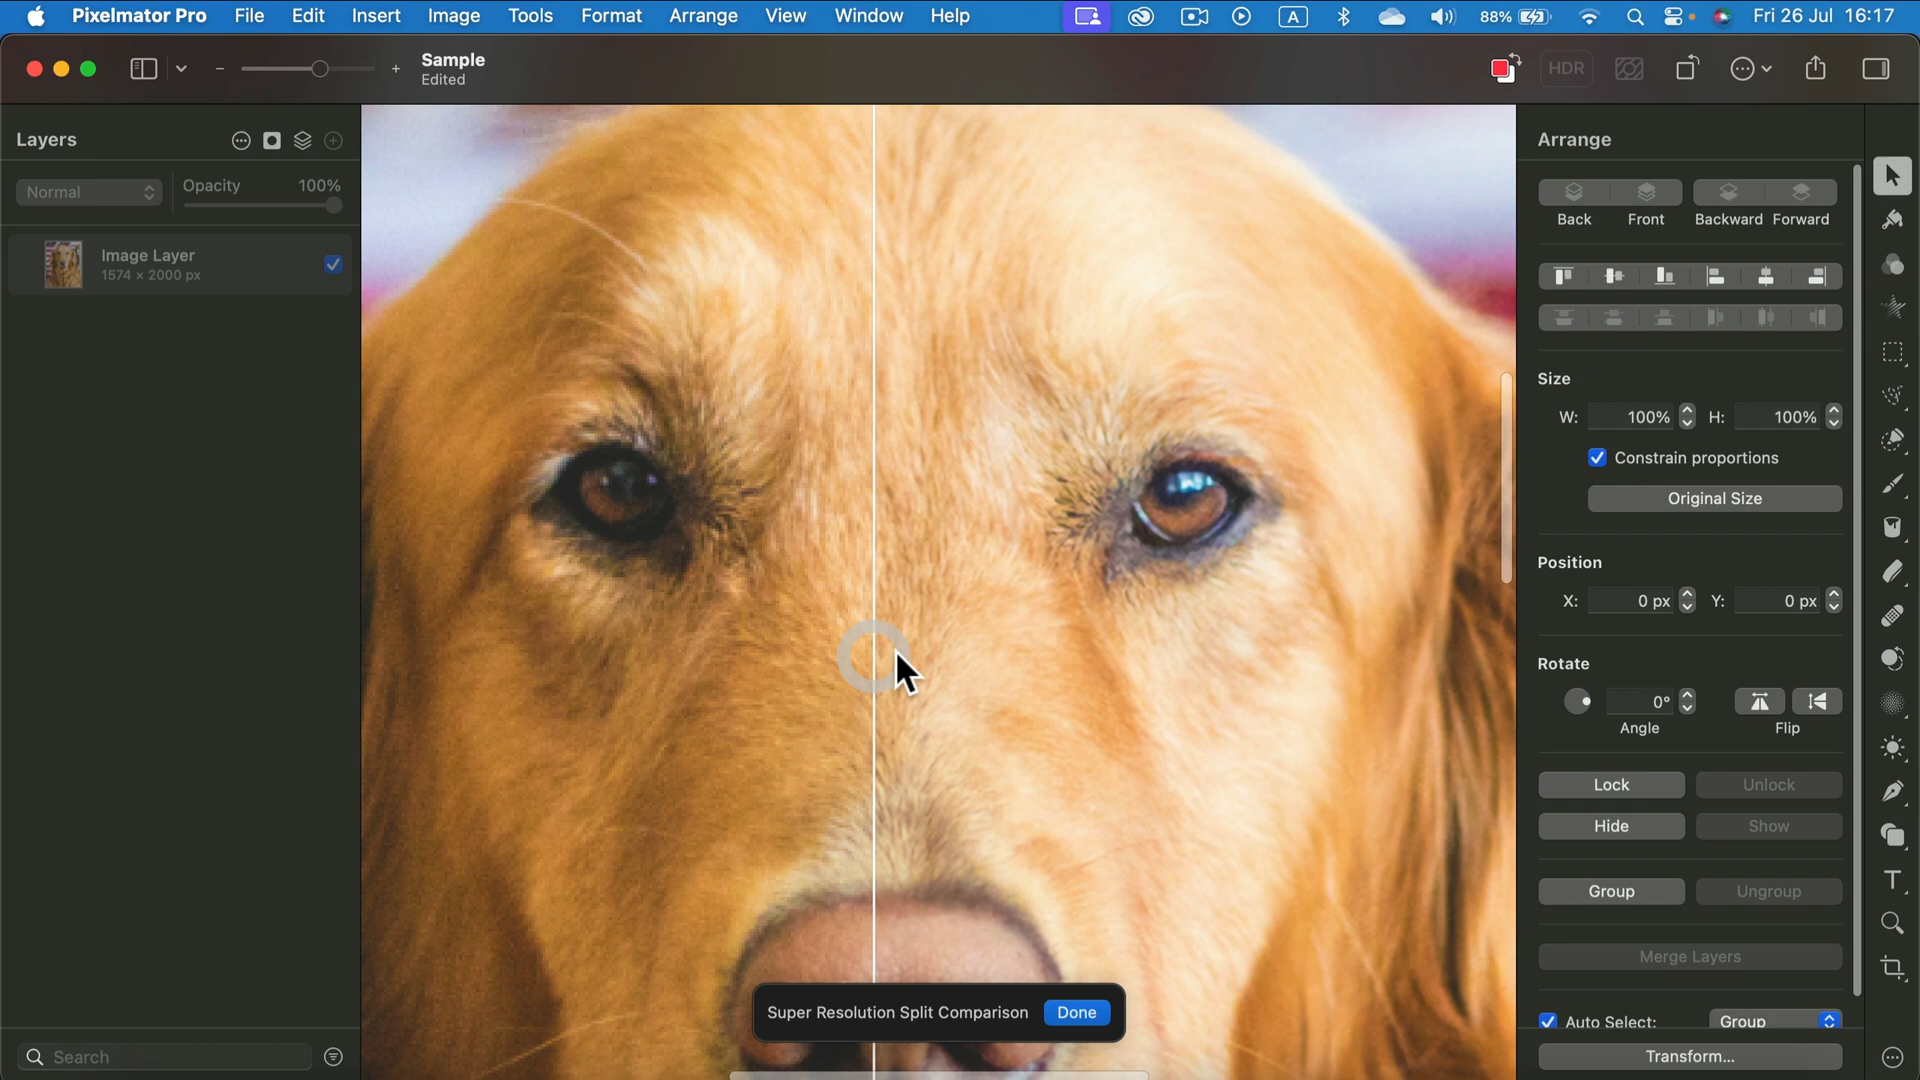 Pixelmator Pro File Edit Insert Image Tools Format Arrange View Window Help A 88% Fri 26 Jul 16:17
Sample
Edited
HDR
Layers
Normal Opacity 100%
Image Layer
1574 × 2000 px
Search
Super Resolution Split Comparison Done
Arrange
Back Front Backward Forward
Size
W: 100% H: 100%
Constrain proportions
Original Size
Position
X: 0 px Y: 0 px
Rotate
0°
Angle Flip
Lock Unlock
Hide Show
Group Ungroup
Merge Layers
Auto Select: Group
Transform...